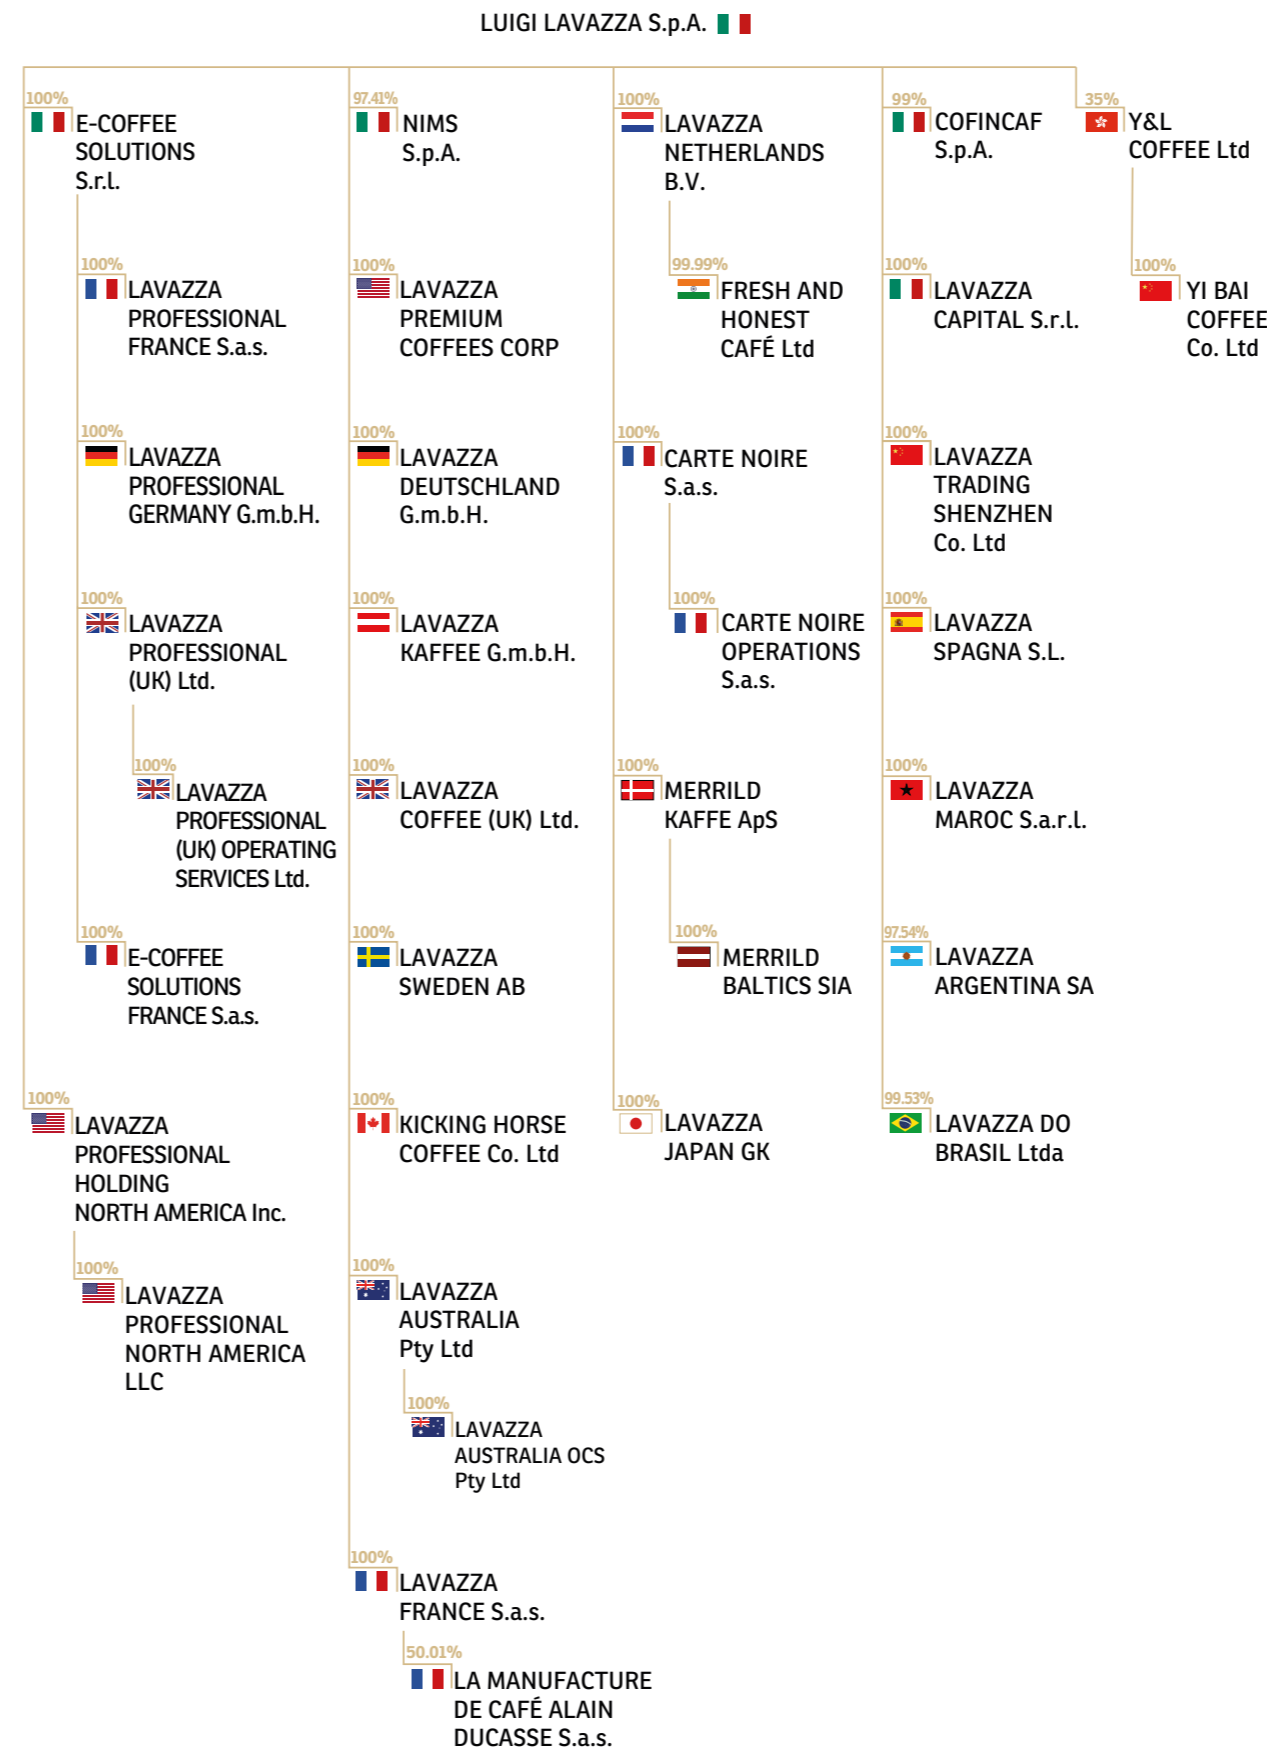 LUIGI LAVAZZA S.p.A.
100%
E-COFFEE
SOLUTIONS
S.r.l.
100%
LAVAZZA
PROFESSIONAL
FRANCE S.a.s.
100%
LAVAZZA
PROFESSIONAL
GERMANY G.m.b.H.
100%
LAVAZZA
PROFESSIONAL
(UK) Ltd.
100%
LAVAZZA
PROFESSIONAL
(UK) OPERATING
SERVICES Ltd.
100%
E-COFFEE
SOLUTIONS
FRANCE S.a.s.
100%
LAVAZZA
PROFESSIONAL
HOLDING
NORTH AMERICA Inc.
100%
LAVAZZA
PROFESSIONAL
NORTH AMERICA
LLC
97.41%
NIMS
S.p.A.
100%
LAVAZZA
PREMIUM
COFFEES CORP
100%
LAVAZZA
DEUTSCHLAND
G.m.b.H.
100%
LAVAZZA
KAFFEE G.m.b.H.
100%
LAVAZZA
COFFEE (UK) Ltd.
100%
LAVAZZA
SWEDEN AB
100%
KICKING HORSE
COFFEE Co. Ltd
100%
LAVAZZA
AUSTRALIA
Pty Ltd
100%
LAVAZZA
AUSTRALIA OCS
Pty Ltd
100%
LAVAZZA
FRANCE S.a.s.
50.01%
LA MANUFACTURE
DE CAFÉ ALAIN
DUCASSE S.a.s.
100%
LAVAZZA
NETHERLANDS
B.V.
99.99%
FRESH AND
HONEST
CAFÉ Ltd
100%
CARTE NOIRE
S.a.s.
100%
CARTE NOIRE
OPERATIONS
S.a.s.
100%
MERRILD
KAFFE ApS
100%
MERRILD
BALTICS SIA
100%
LAVAZZA
JAPAN GK
99%
COFINCAF
S.p.A.
100%
LAVAZZA
CAPITAL S.r.l.
100%
LAVAZZA
TRADING
SHENZHEN
Co. Ltd
100%
LAVAZZA
SPAGNA S.L.
100%
LAVAZZA
MAROC S.a.r.l.
97.54%
LAVAZZA
ARGENTINA SA
99.53%
LAVAZZA DO
BRASIL Ltda
35%
Y&L
COFFEE Ltd
100%
YI BAI
COFFEE
Co. Ltd